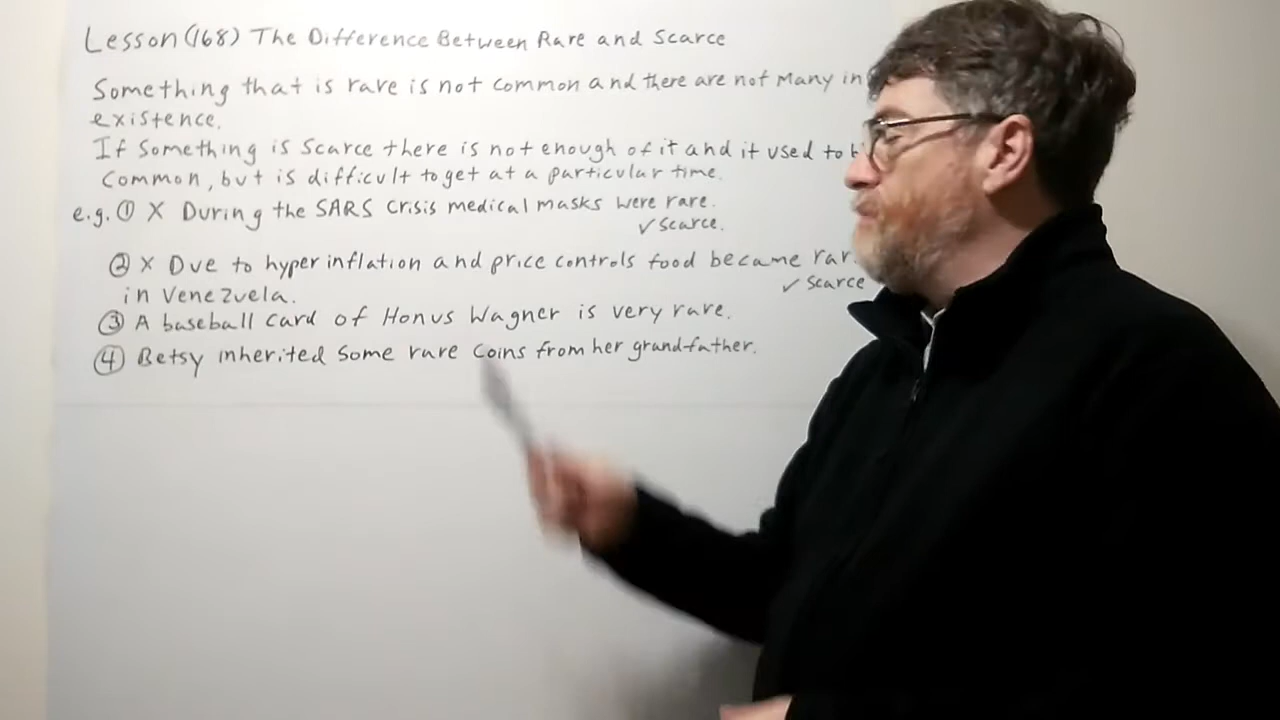 Lesson (168) The Difference Between Rare and Scarce
Something that is rare is not common and there are not many in
existence.
If something is scarce there is not enough of it and it used to
common, but is difficult to get at a particular time.
e.g. ① X During the SARS crisis medical masks were rare.
✓ scarce.
② X Due to hyperinflation and price controls food became
✓ scarce
in Venezuela.
③ A baseball card of Honus Wagner is very rare.
④ Betsy inherited some rare coins from her grandfather.